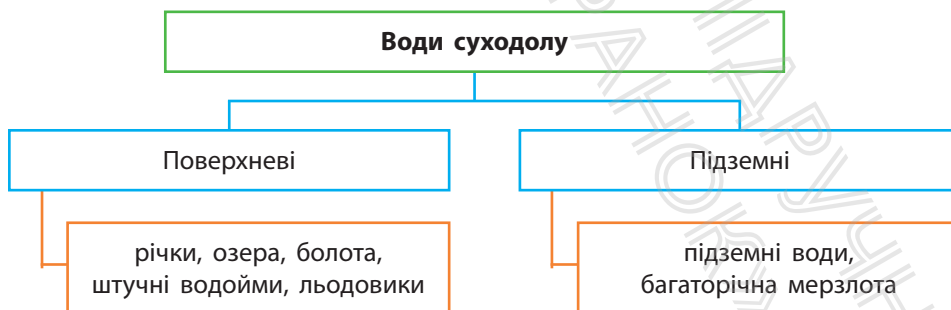 Води суходолу
Поверхневі
Підземні
річки, озера, болота,
штучні водойми, льодовики
підземні води,
багаторічна мерзлота